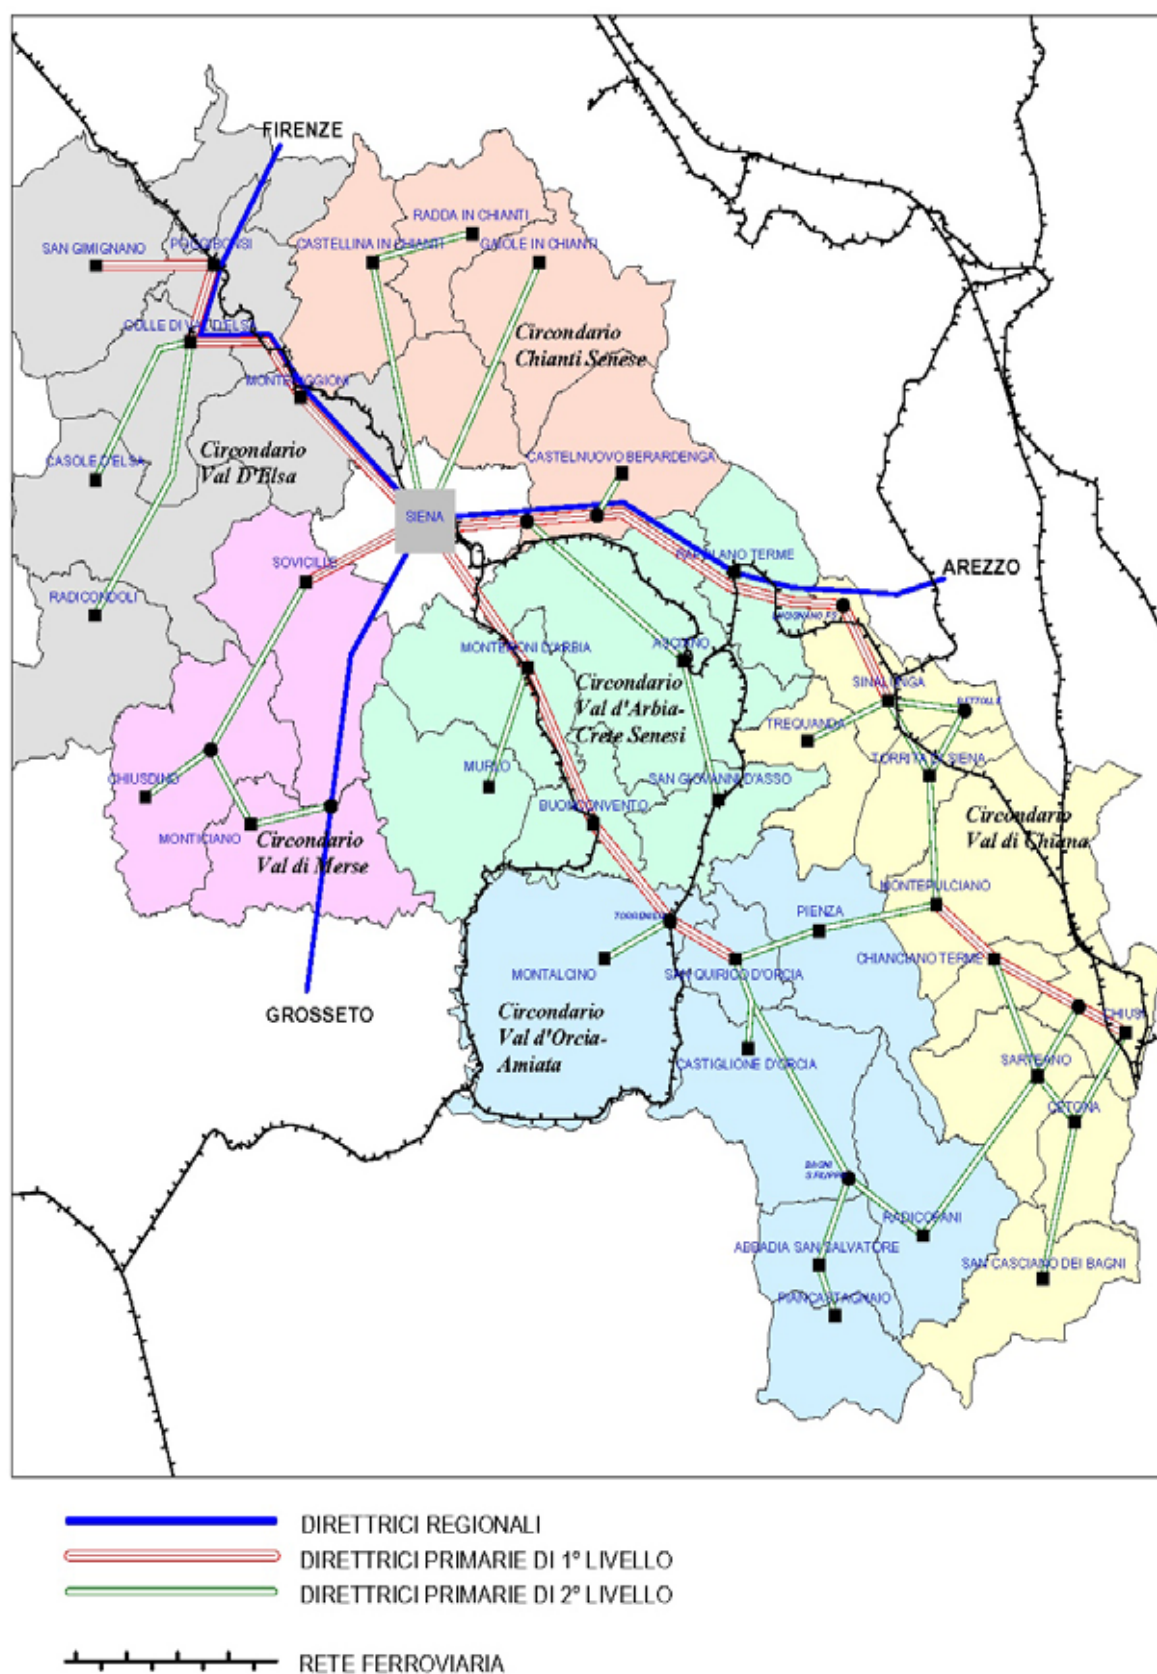 FIRENZE
RADDA IN CHIANTI
SAN GIMIGNANO
POGGIBONSI
CASTELLINA IN CHIANTI
GAIOLE IN CHIANTI
COLLE DI VAL D'ELSA
Circondario
Chianti Senese
MONTERIGGIONI
Circondario
Val D'Elsa
CASOLE D'ELSA
CASTELNUOVO BERARDENGA
SIENA
SOVICILLE
RAPOLANO TERME
AREZZO
RADICONDOLI
MONTERONI D'ARBIA
ASCIANO
Circondario
Val d'Arbia-
Crete Senesi
SINALUNGA
BETTOLLE
TREQUANDA
TORRITA DI SIENA
CHIUSDINO
MURLO
SAN GIOVANNI D'ASSO
BUONCONVENTO
MONTICIANO
Circondario
Val di Merse
Circondario
Val di Chiana
MONTEPULCIANO
PIENZA
TORRENIERI
MONTALCINO
SAN QUIRICO D'ORCIA
CHIANCIANO TERME
GROSSETO
Circondario
Val d'Orcia-
Amiata
CHIUSI
CASTIGLIONE D'ORCIA
SARTEANO
CETONA
BAGNI
S.FILIPPO
RADICOFANI
ABBADIA SAN SALVATORE
SAN CASCIANO DEI BAGNI
PIANCASTAGNAIO
DIRETTRICI REGIONALI
DIRETTRICI PRIMARIE DI 1° LIVELLO
DIRETTRICI PRIMARIE DI 2° LIVELLO
RETE FERROVIARIA